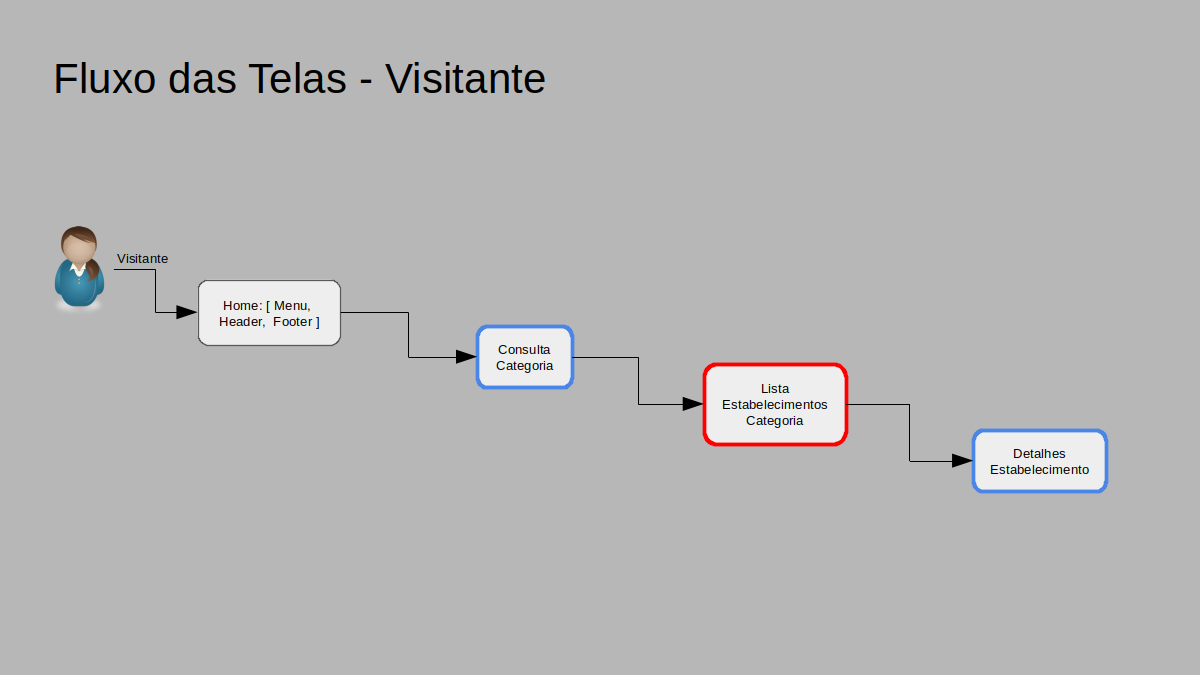 Fluxo das Telas - Visitante
Visitante
Home: [ Menu,
Header,  Footer ]
Consulta
Categoria
Lista
Estabelecimentos
Categoria
Detalhes
Estabelecimento